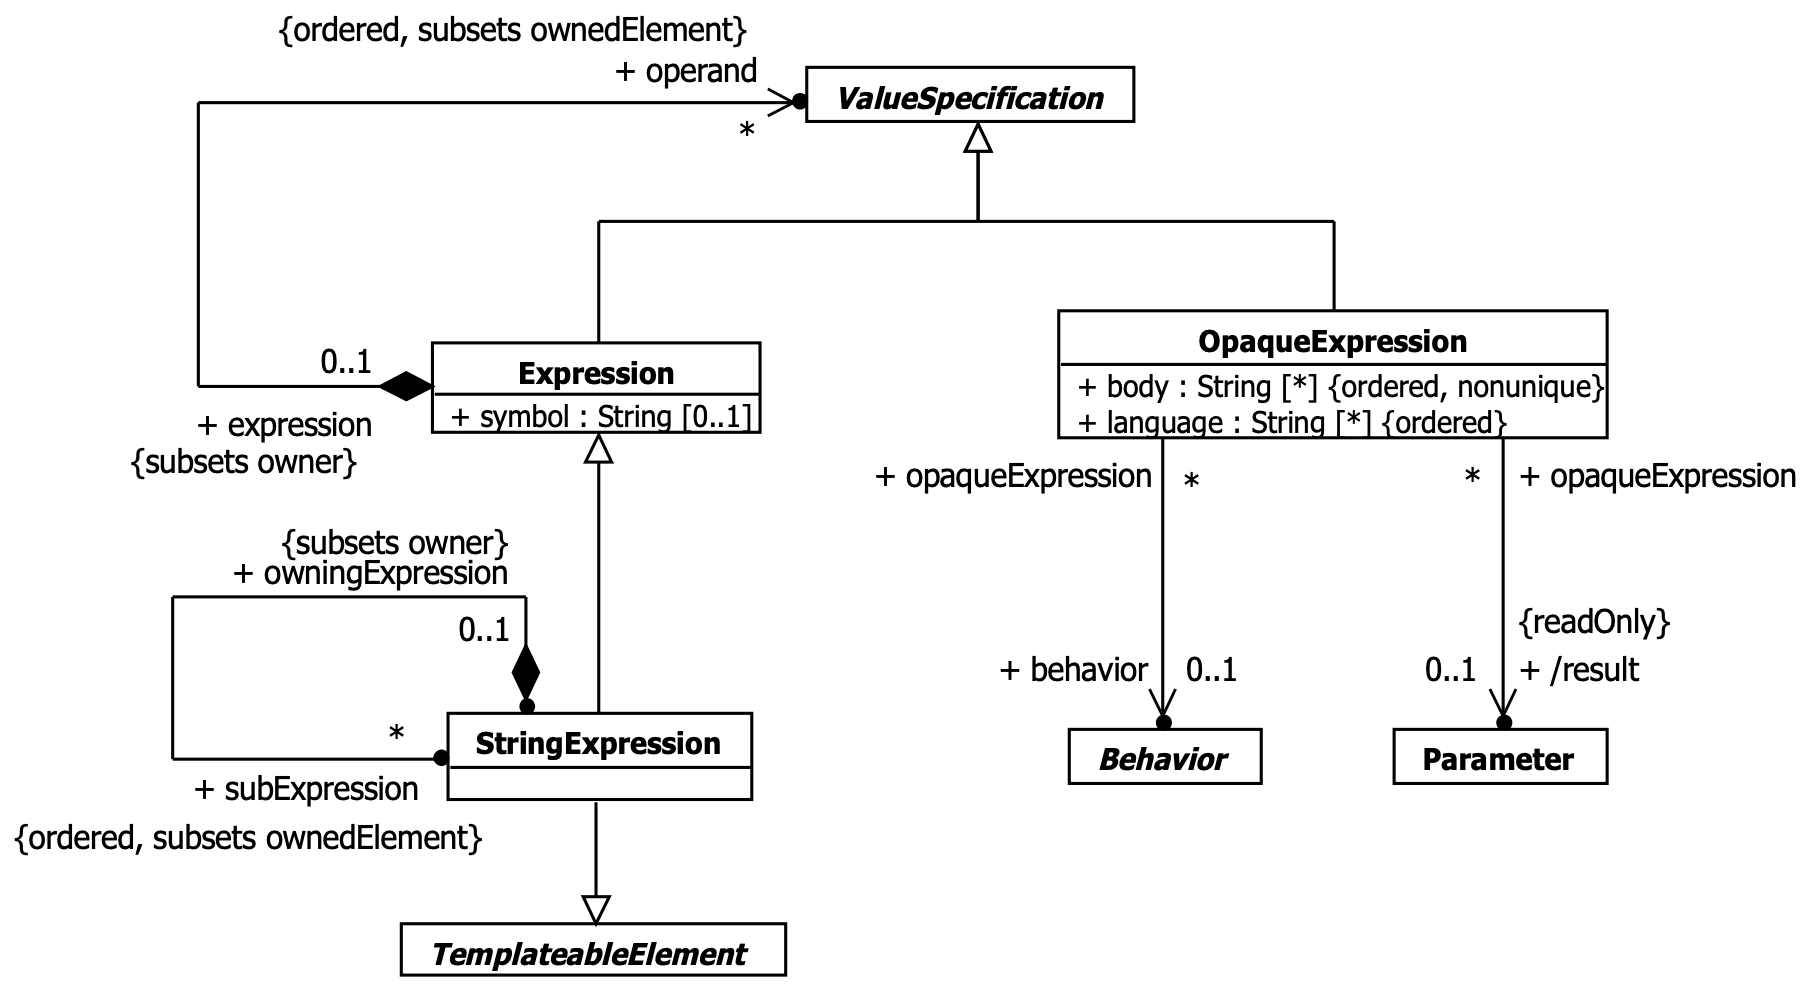 {ordered, subsets ownedElement}
+ operand
*
ValueSpecification
0..1
+ expression
{subsets owner}
Expression
+ symbol : String [0..1]
OpaqueExpression
+ body : String [*] {ordered, nonunique}
+ language : String [*] {ordered}
+ opaqueExpression
*
*
+ opaqueExpression
{subsets owner}
+ owningExpression
0..1
{readOnly}
+ behavior
0..1
0..1
+ /result
*
+ subExpression
{ordered, subsets ownedElement}
StringExpression
Behavior
Parameter
TemplateableElement